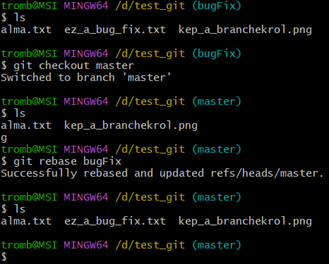 tromb@MSI MINGW64 /d/test_git (bugFix)
$ ls
alma.txt  ez_a_bug_fix.txt  kep_a_branchekrol.png
tromb@MSI MINGW64 /d/test_git (bugFix)
$ git checkout master
Switched to branch 'master'
tromb@MSI MINGW64 /d/test_git (master)
$ ls
alma.txt  kep_a_branchekrol.png
g
tromb@MSI MINGW64 /d/test_git (master)
$ git rebase bugFix
Successfully rebased and updated refs/heads/master.
tromb@MSI MINGW64 /d/test_git (master)
$ ls
alma.txt  ez_a_bug_fix.txt  kep_a_branchekrol.png
tromb@MSI MINGW64 /d/test_git (master)
$